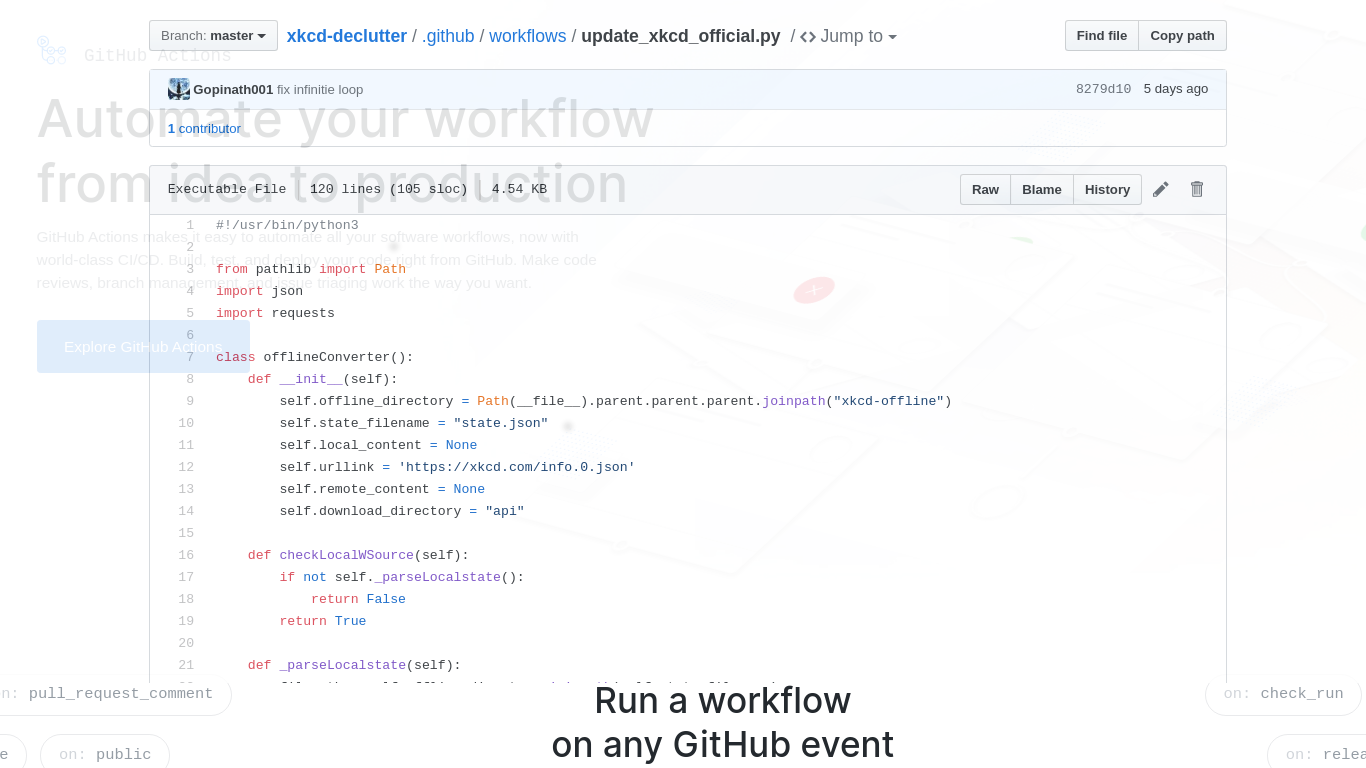 Branch: master xkcd-declutter / .github / workflows / update_xkcd_official.py / Jump to Find file Copy path
GitHub Actions
Gopinath001 fix infinitie loop 8279d10 5 days ago
Automate your workflow
1 contributor
from idea to production
Executable File 120 lines (105 sloc) 4.54 KB Raw Blame History
1 #!/usr/bin/python3
GitHub Actions makes it easy to automate all your software workflows, now with
2
world-class CI/CD. Build, test, and deploy your code right from GitHub. Make code
3 from pathlib import Path
reviews, branch management, and issue triaging work the way you want.
4 import json
5 import requests
6
Explore GitHub Actions
7 class offlineConverter():
8 def __init__(self):
9 self.offline_directory = Path(__file__).parent.parent.parent.joinpath("xkcd-offline")
10 self.state_filename = "state.json"
11 self.local_content = None
12 self.urllink = 'https://xkcd.com/info.0.json'
13 self.remote_content = None
14 self.download_directory = "api"
15
16 def checkLocalWSource(self):
17 if not self._parseLocalstate():
18 return False
19 return True
20
21 def _parseLocalstate(self):
n: pull_request_comment
Run a workflow
on: check_run
on any GitHub event
e
on: public
on: relea